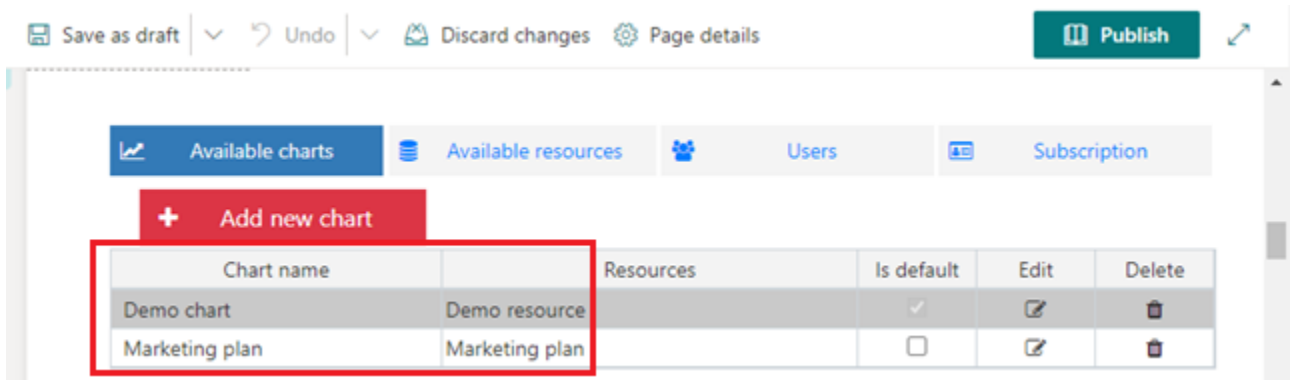 Save as draft Undo Discard changes Page details Publish
Available charts Available resources Users Subscription
+ Add new chart
Chart name Resources Is default Edit Delete
Demo chart Demo resource
Marketing plan Marketing plan